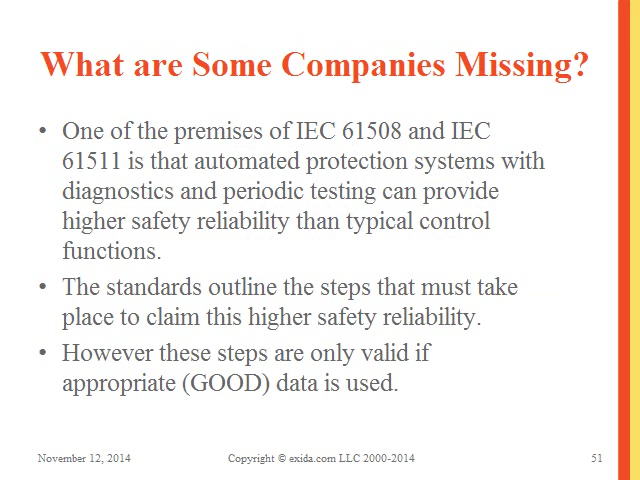 What are Some Companies Missing?
• One of the premises of IEC 61508 and IEC
61511 is that automated protection systems with
diagnostics and periodic testing can provide
higher safety reliability than typical control
functions.
• The standards outline the steps that must take
place to claim this higher safety reliability.
• However these steps are only valid if
appropriate (GOOD) data is used.
November 12, 2014 Copyright © exida.com LLC 2000-2014 51